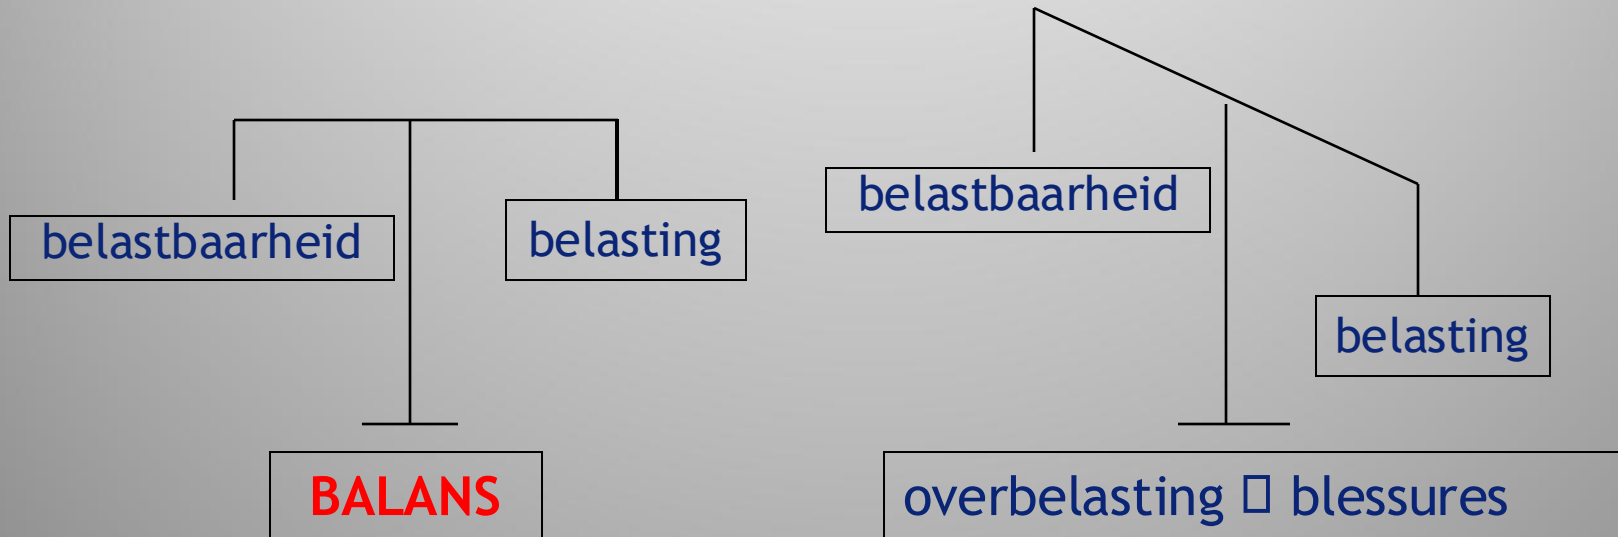 belastbaarheid
belasting
BALANS
belastbaarheid
belasting
overbelasting  blessures